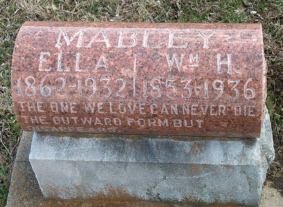 MABLEY
ELLA | WM H.
1862-1932 | 1853-1936
THE ONE WE LOVE CAN NEVER DIE
THE OUTWARD FORM BUT